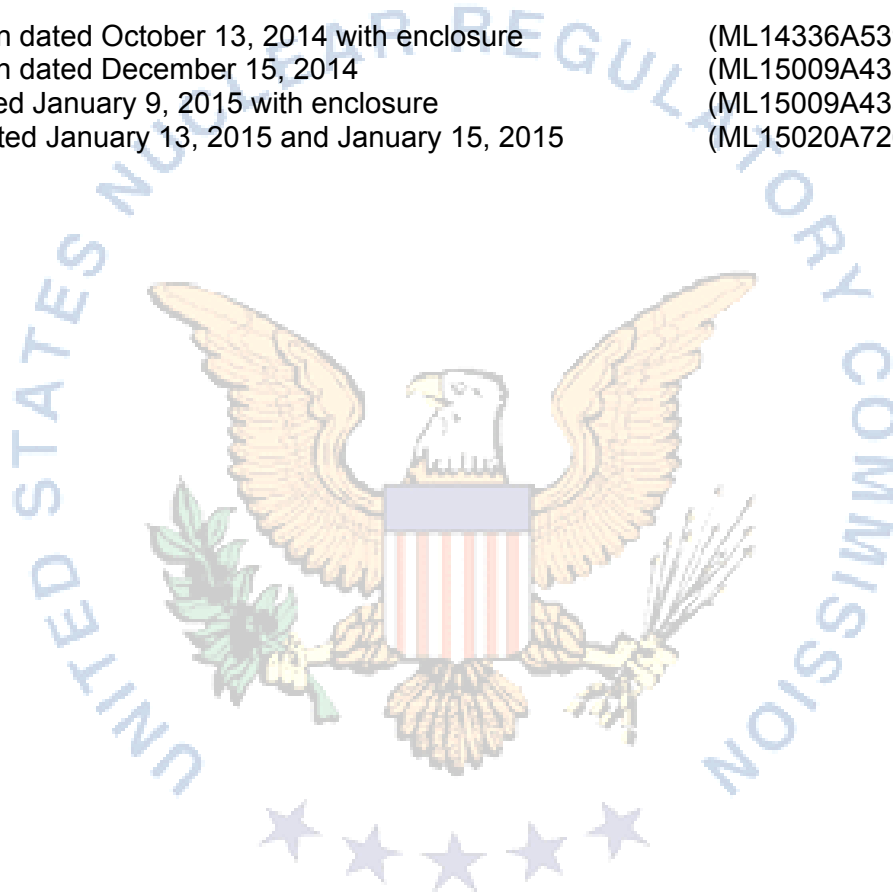 n dated October 13, 2014 with enclosure (ML14336A53
n dated December 15, 2014 (ML15009A43
ed January 9, 2015 with enclosure (ML15009A43
ted January 13, 2015 and January 15, 2015 (ML15020A72
UNITED STATES NUCLEAR REGULATORY COMMISSION